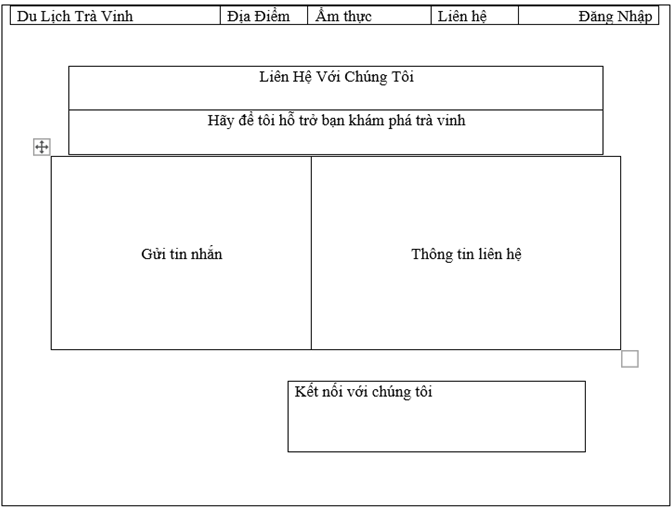 Du Lịch Trà Vinh Địa Điểm Ẩm thực Liên hệ Đăng Nhập
Liên Hệ Với Chúng Tôi
Hãy để tôi hỗ trở bạn khám phá trà vinh
Gửi tin nhắn Thông tin liên hệ
Kết nối với chúng tôi